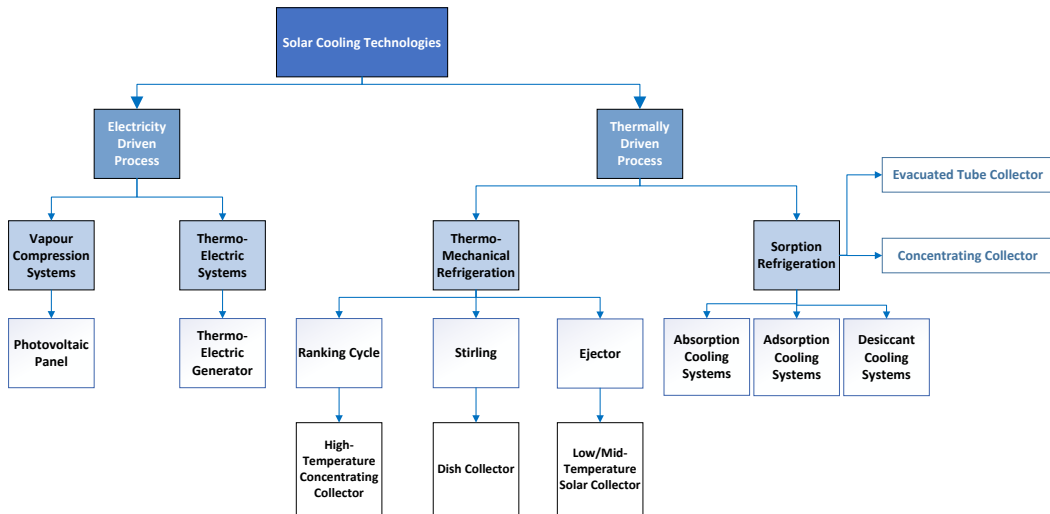 Solar Cooling Technologies
Electricity
Driven
Process
Thermally
Driven
Process
Evacuated Tube Collector
Vapour
Compression
Systems
Thermo-
Electric
Systems
Thermo-
Mechanical
Refrigeration
Sorption
Refrigeration
Concentrating Collector
Photovoltaic
Panel
Thermo-
Electric
Generator
Ranking Cycle
Stirling
Ejector
Absorption
Cooling
Systems
Adsorption
Cooling
Systems
Desiccant
Cooling
Systems
High-
Temperature
Concentrating
Collector
Dish Collector
Low/Mid-
Temperature
Solar Collector